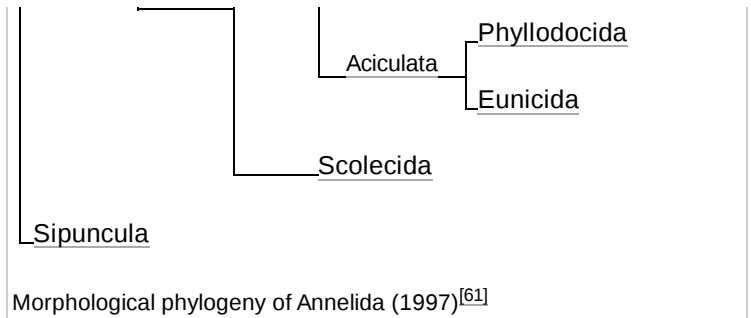 Phyllodocida
Aciculata
Eunicida
Scolecida
Sipuncula
Morphological phylogeny of Annelida (1997)[61]